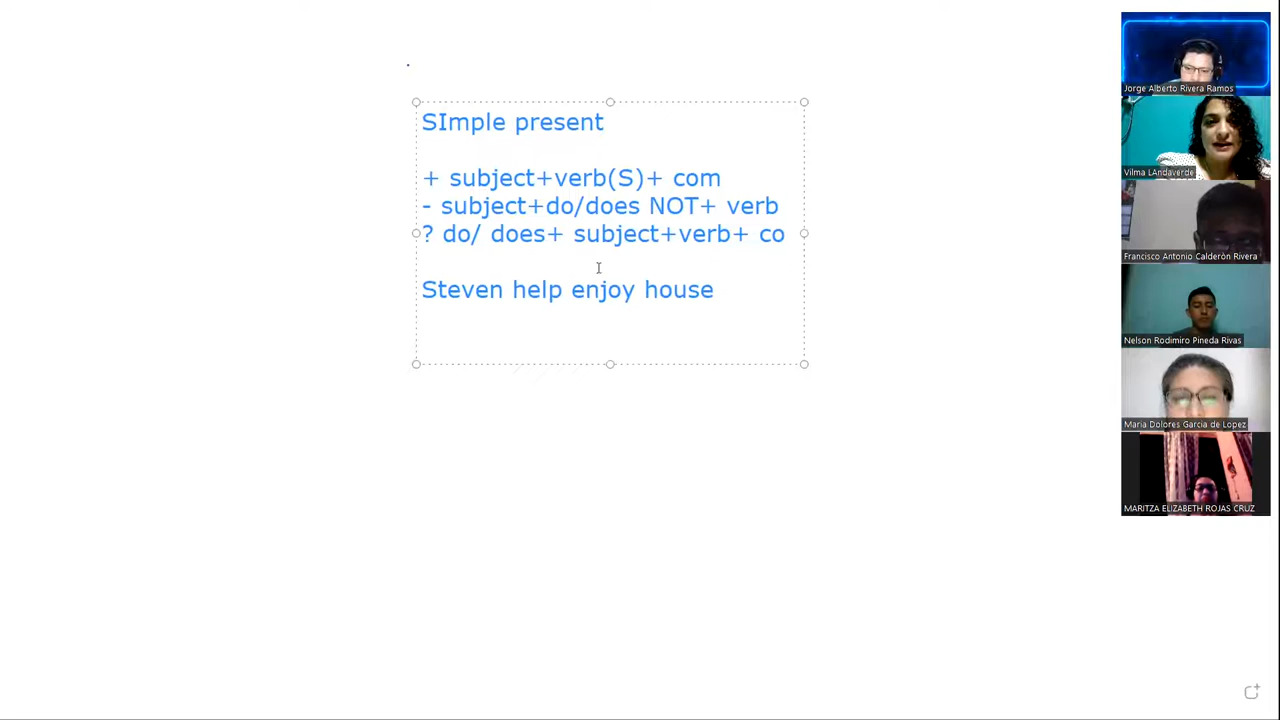 SImple present
+ subject+verb(S)+ com
- subject+do/does NOT+ verb
? do/ does+ subject+verb+ co
Steven help enjoy house
Jorge Alberto Rivera Ramos
Vilma LAndaverde
Francisco Antonio Calderón Rivera
Nelson Rodimiro Pineda Rivas
Maria Dolores Garcia de Lopez
MARITZA ELIZABETH ROJAS CRUZ